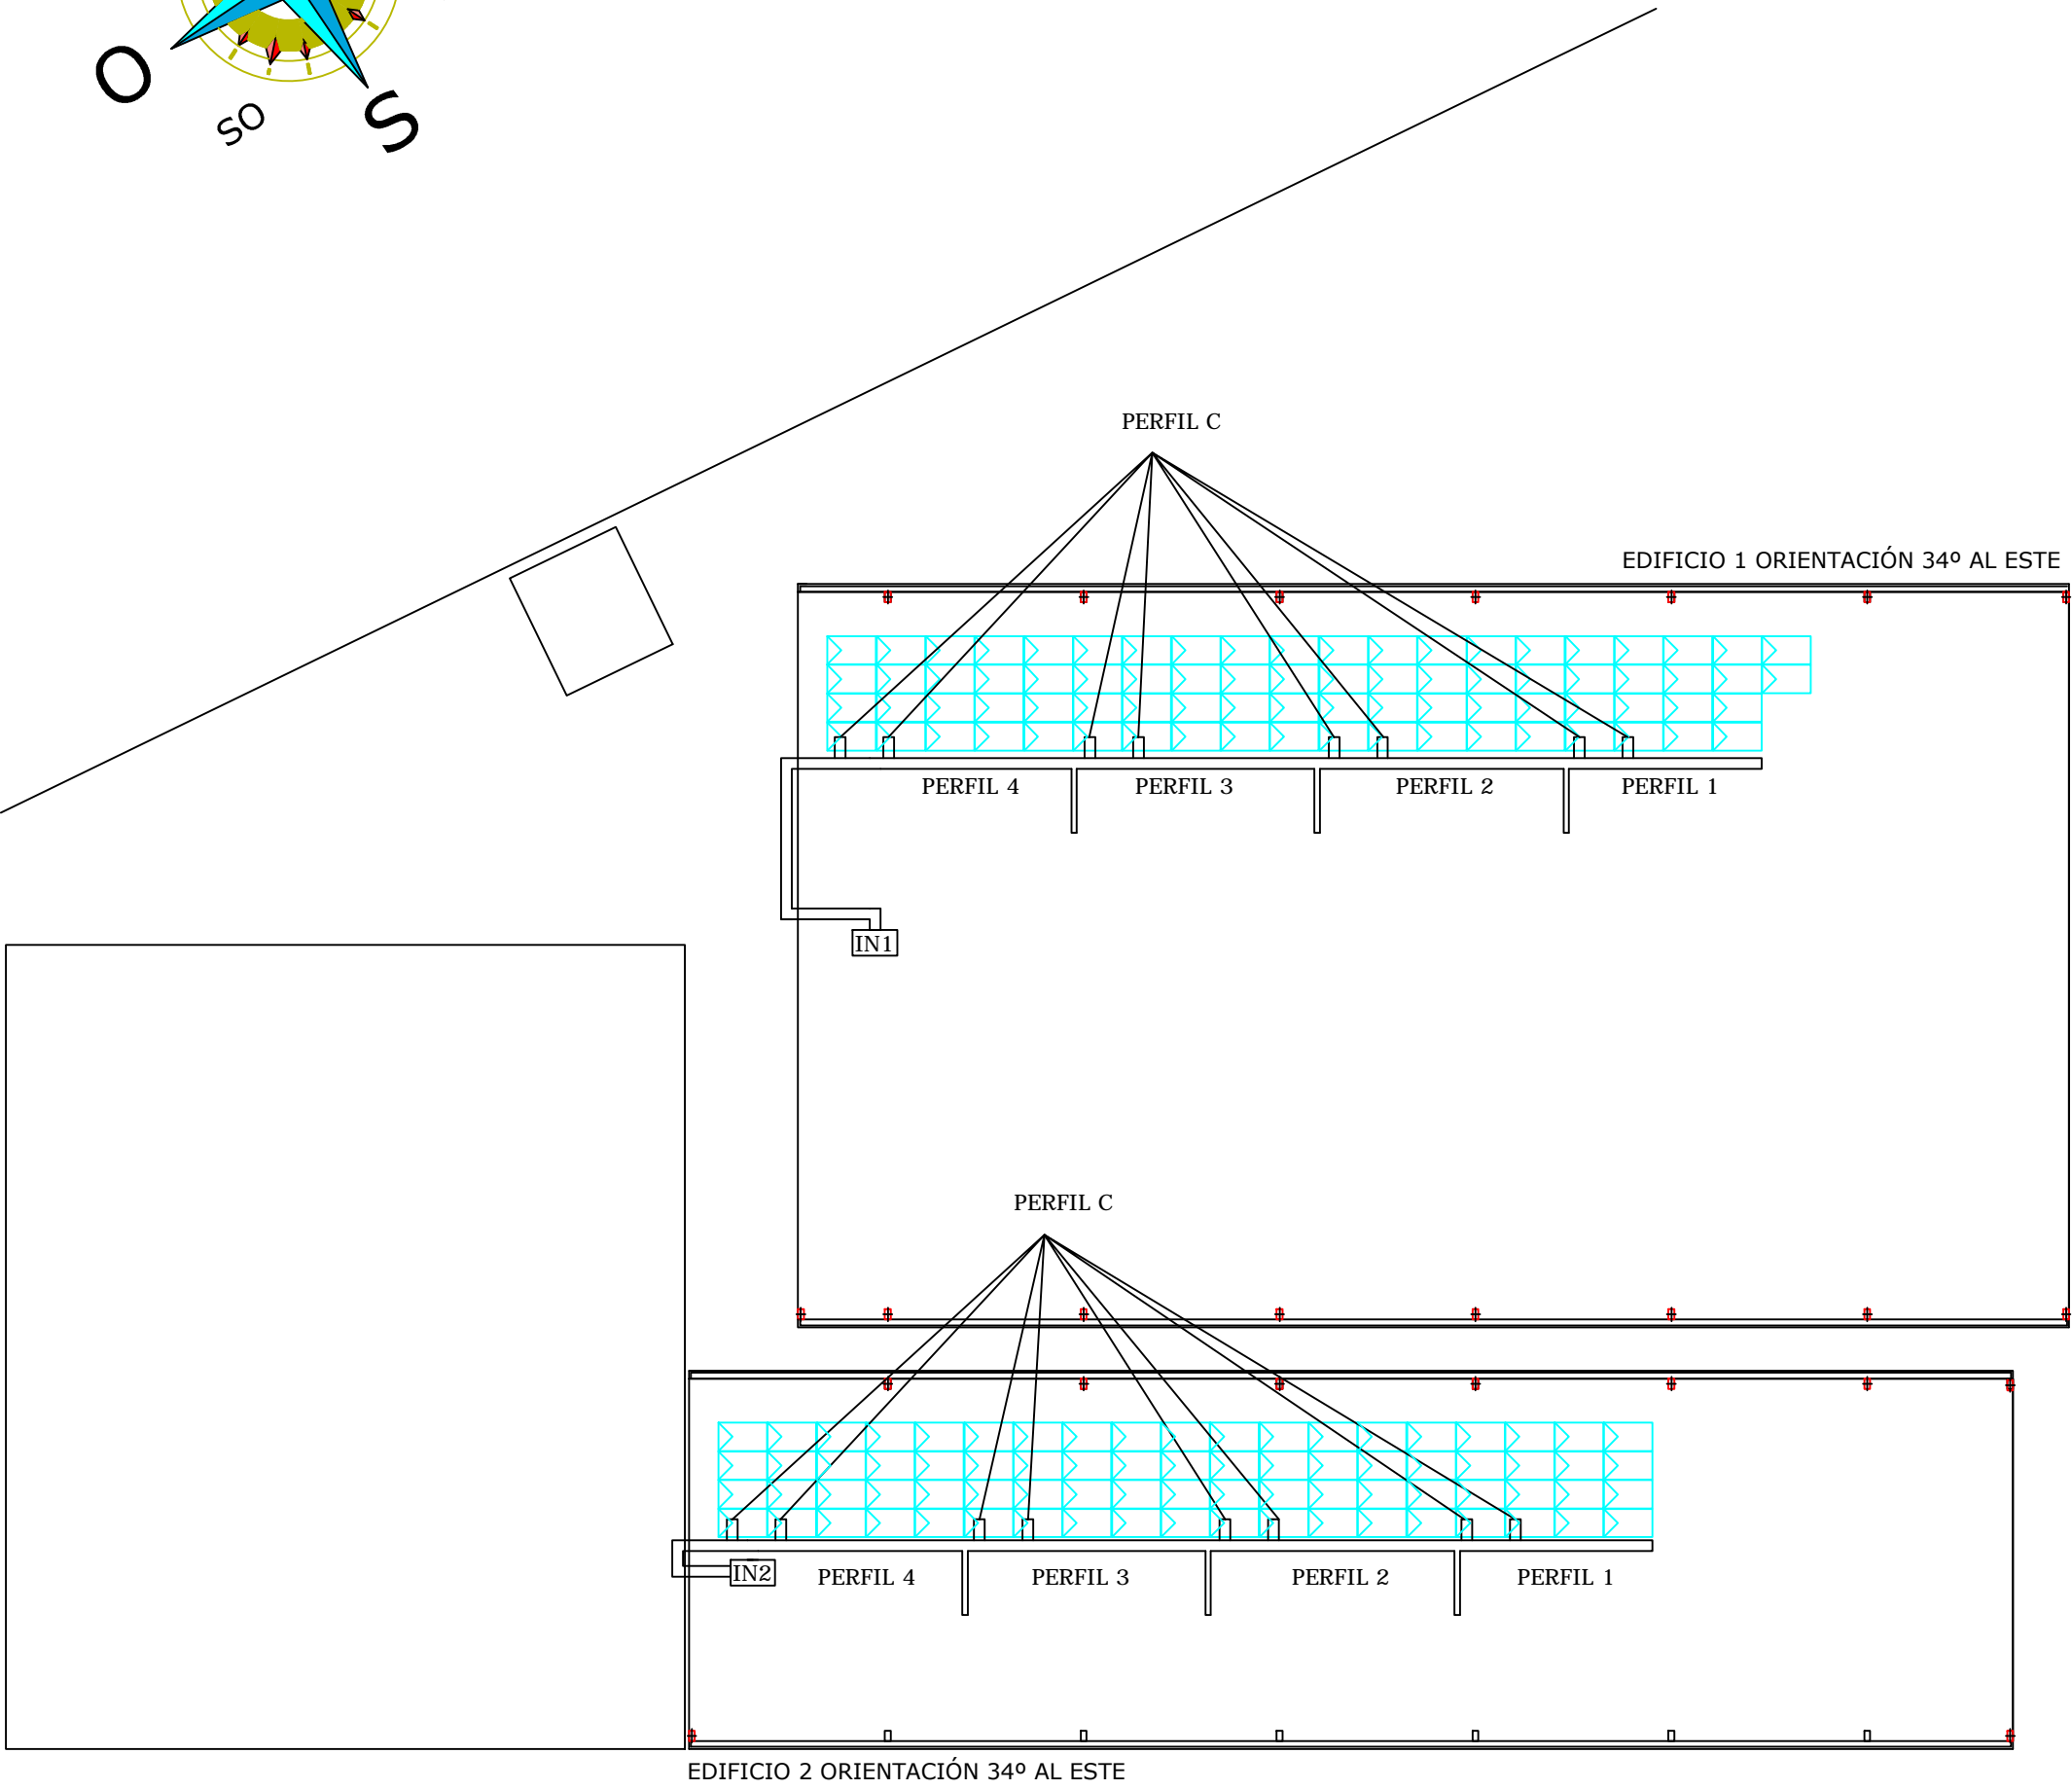 O
SO
S
PERFIL C
EDIFICIO 1 ORIENTACIÓN 34º AL ESTE
PERFIL 4 PERFIL 3 PERFIL 2 PERFIL 1
IN1
PERFIL C
IN2 PERFIL 4 PERFIL 3 PERFIL 2 PERFIL 1
EDIFICIO 2 ORIENTACIÓN 34º AL ESTE